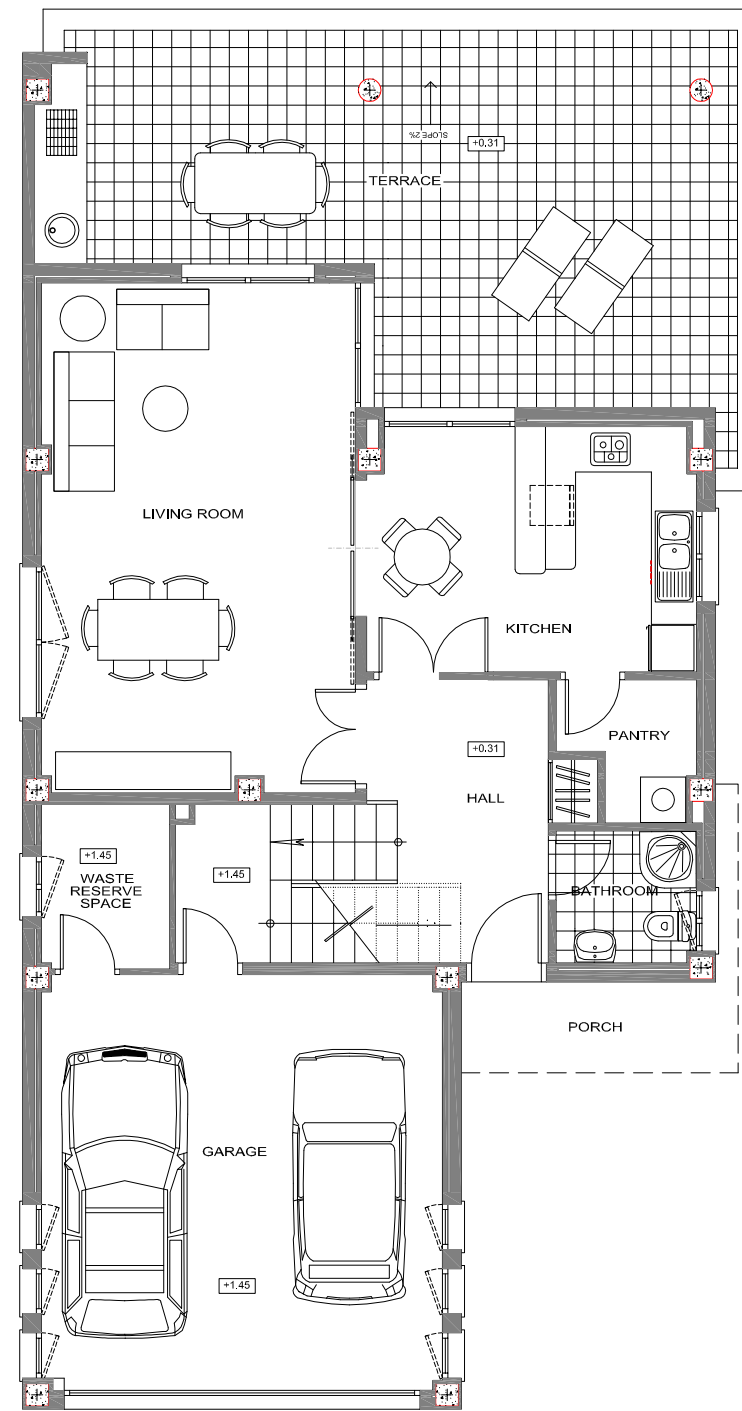 SLOPE 2%
+0.31
TERRACE
LIVING ROOM
KITCHEN
PANTRY
+0.31
HALL
+1.45
WASTE
RESERVE
SPACE
+1.45
BATHROOM
PORCH
GARAGE
+1.45